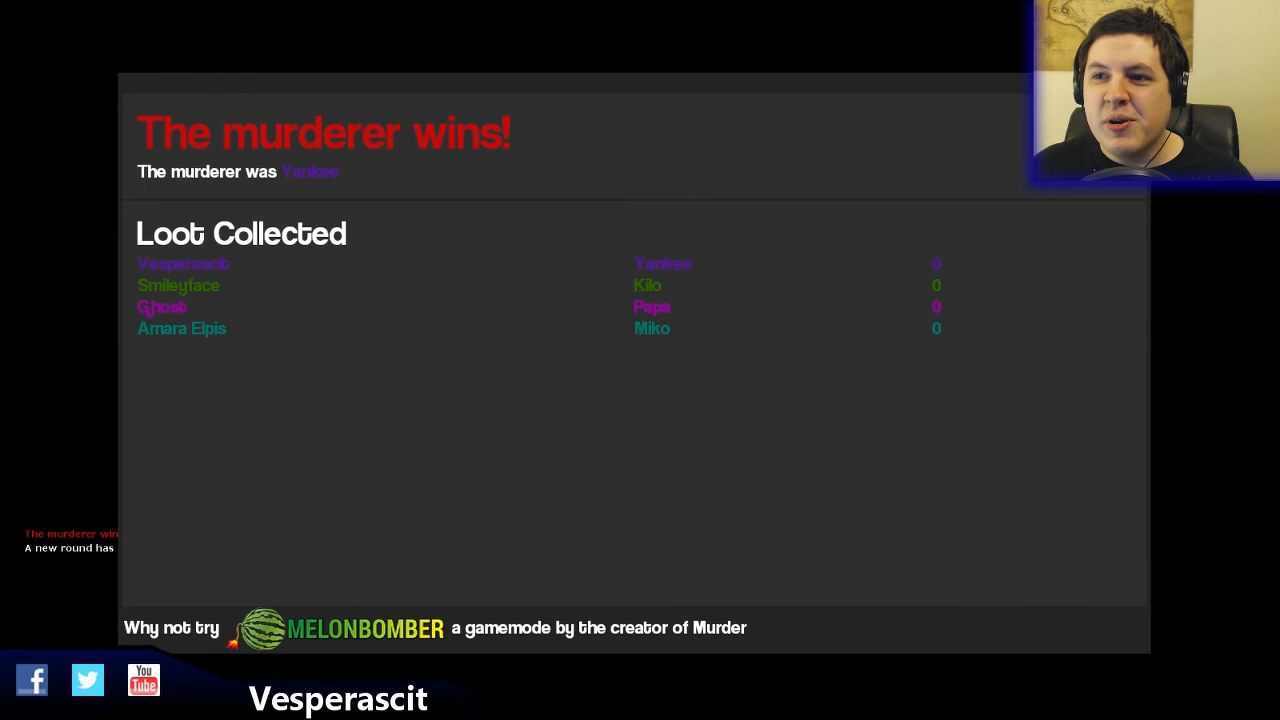 The murderer wins!
The murderer was Yankee
Loot Collected
Vesperascit Yankee 0
Smileyface Kilo 0
Ghost Papa 0
Amara Elpis Miko 0
The murderer win
A new round has
Why not try MELONBOMBER a gamemode by the creator of Murder
You
Tube
Vesperascit